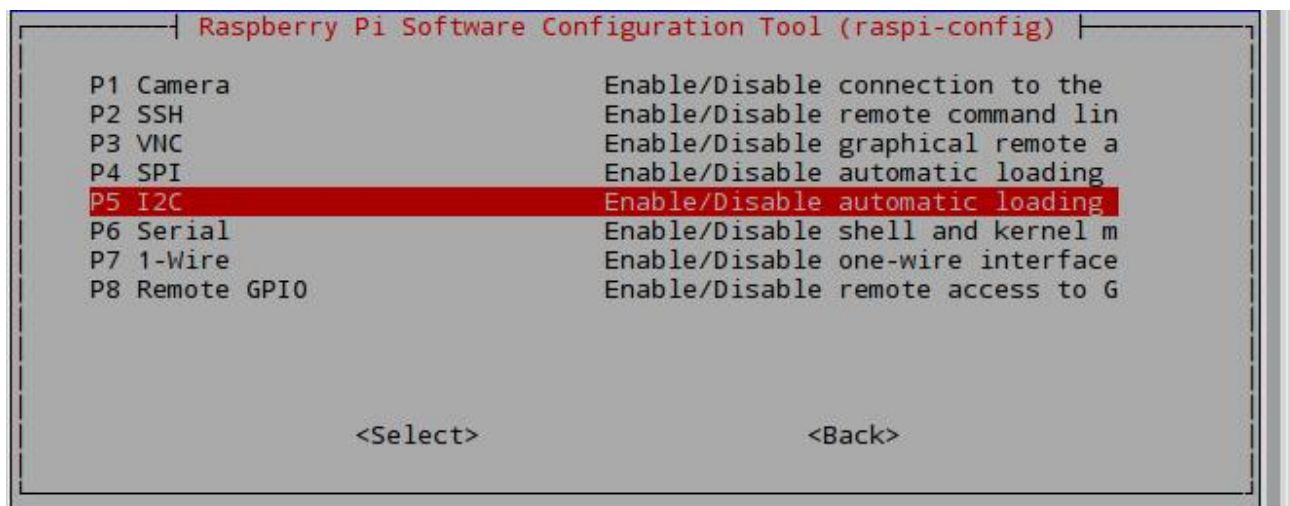 Raspberry Pi Software Configuration Tool (raspi-config)
P1 Camera Enable/Disable connection to the
P2 SSH Enable/Disable remote command lin
P3 VNC Enable/Disable graphical remote a
P4 SPI Enable/Disable automatic loading
P5 I2C Enable/Disable automatic loading
P6 Serial Enable/Disable shell and kernel m
P7 1-Wire Enable/Disable one-wire interface
P8 Remote GPIO Enable/Disable remote access to G
<Select> <Back>